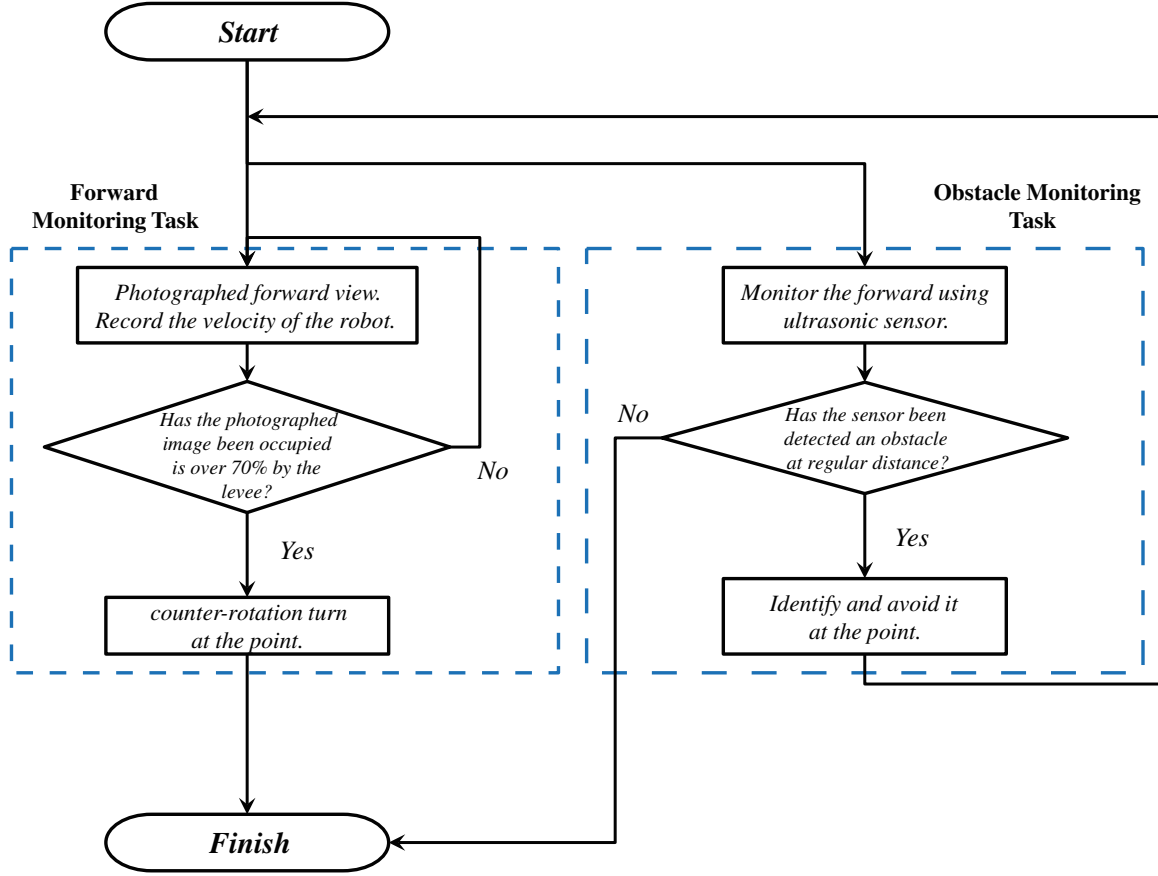 Start
Forward
Monitoring Task
Photographed forward view.
Record the velocity of the robot.
Has the photographed
image been occupied
is over 70% by the
levee?
No
Yes
counter-rotation turn
at the point.
Obstacle Monitoring
Task
Monitor the forward using
ultrasonic sensor.
Has the sensor been
detected an obstacle
at regular distance?
No
Yes
Identify and avoid it
at the point.
Finish